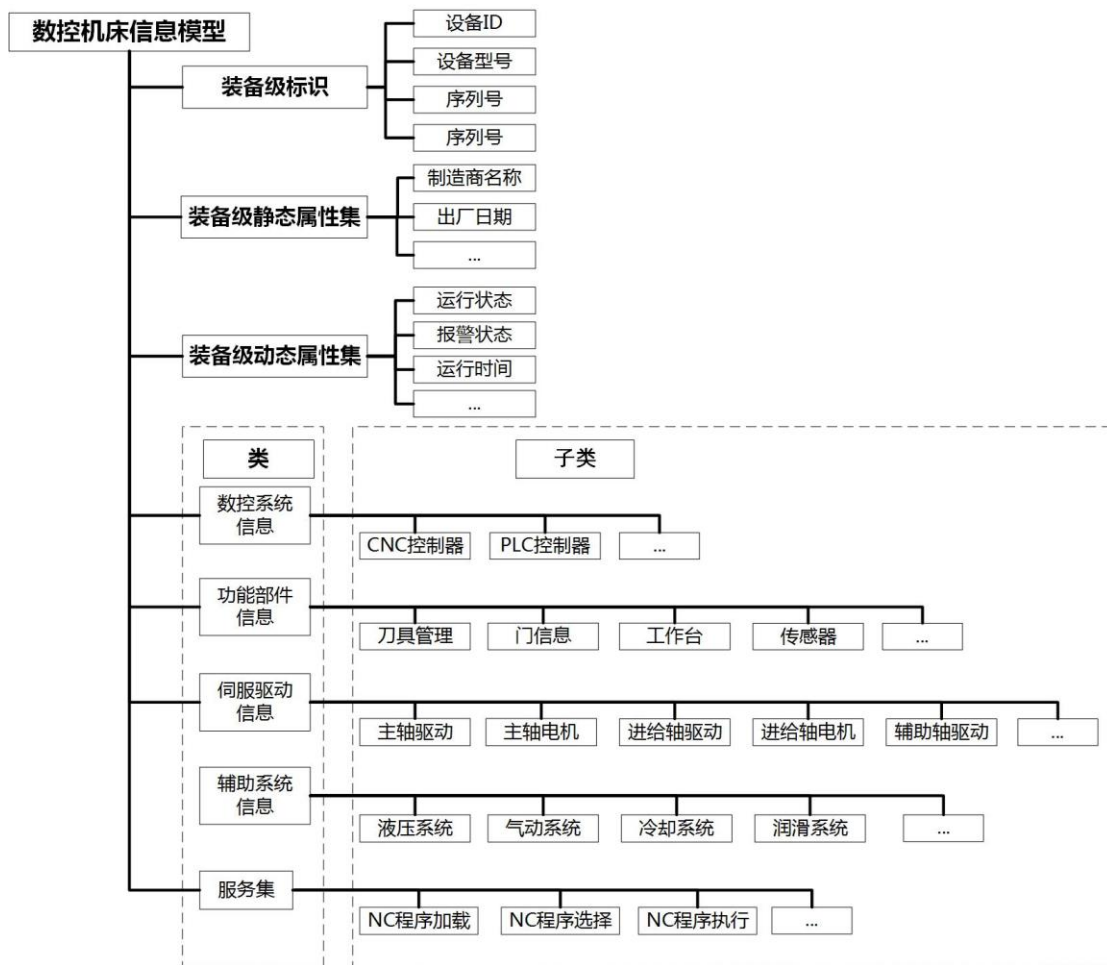 数控机床信息模型
装备级标识
设备ID
设备型号
序列号
序列号
装备级静态属性集
制造商名称
出厂日期
...
装备级动态属性集
运行状态
报警状态
运行时间
...
类
子类
数控系统
信息
CNC控制器
PLC控制器
...
功能部件
信息
刀具管理
门信息
工作台
传感器
...
伺服驱动
信息
主轴驱动
主轴电机
进给轴驱动
进给轴电机
辅助轴驱动
...
辅助系统
信息
液压系统
气动系统
冷却系统
润滑系统
...
服务集
NC程序加载
NC程序选择
NC程序执行
...